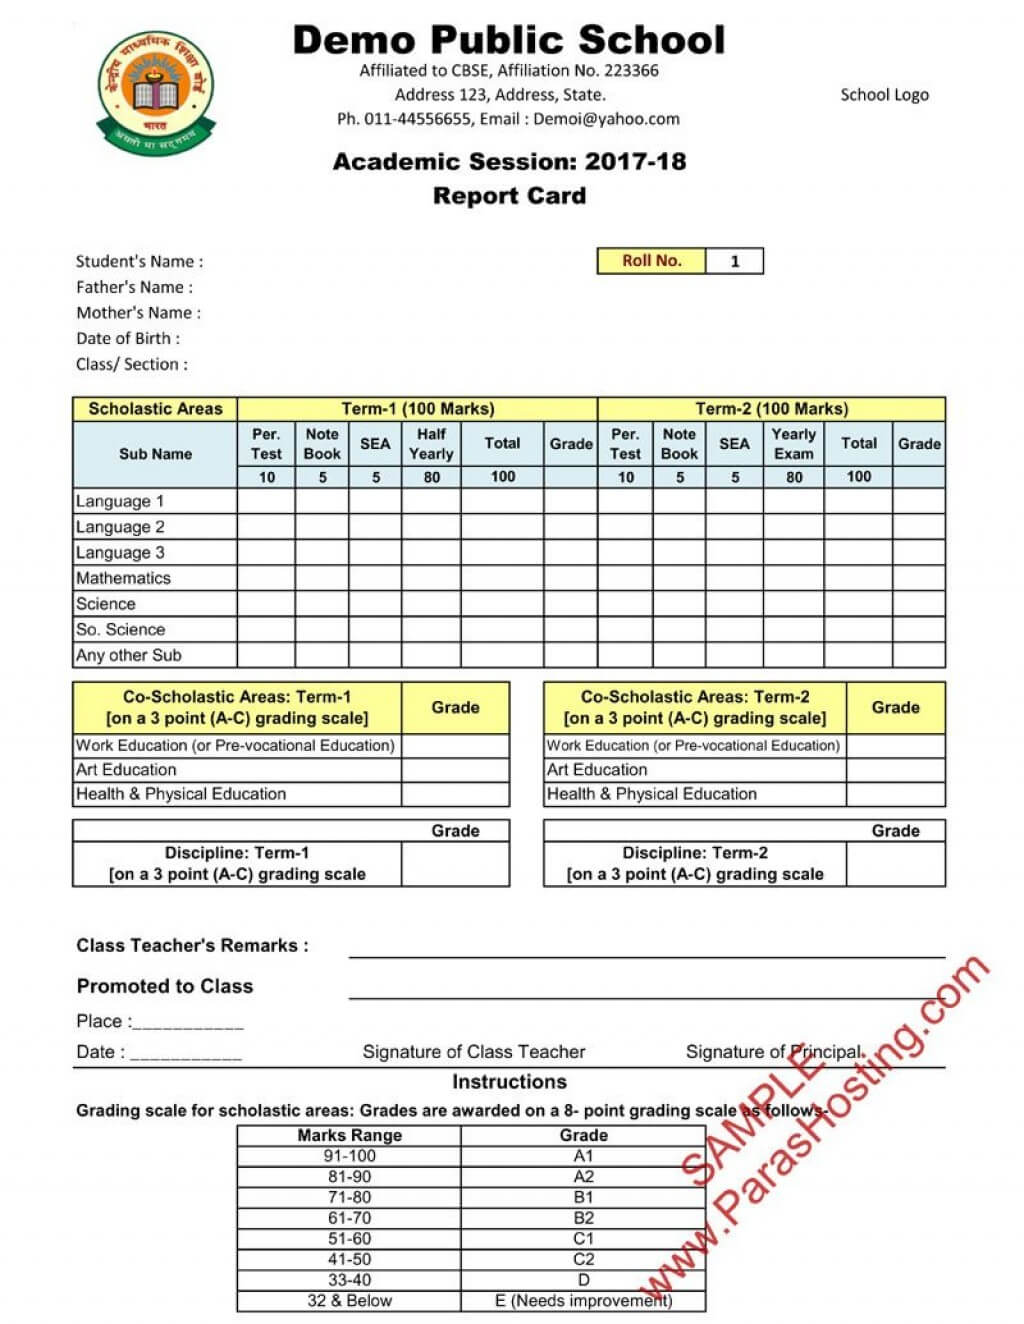 केन्द्रीय माध्यमिक शिक्षा बोर्ड
भारत
असतो मा सद्गमय
Demo Public School
Affiliated to CBSE, Affiliation No. 223366
Address 123, Address, State.
School Logo
Ph. 011-44556655, Email : Demoi@yahoo.com
Academic Session: 2017-18
Report Card
Student's Name :
Roll No. 1
Father's Name :
Mother's Name :
Date of Birth :
Class/ Section :
Scholastic Areas Term-1 (100 Marks) Term-2 (100 Marks)
Sub Name Per. Test Note Book SEA Half Yearly Total Grade Per. Test Note Book SEA Yearly Exam Total Grade
10 5 5 80 100 10 5 5 80 100
Language 1
Language 2
Language 3
Mathematics
Science
So. Science
Any other Sub
Co-Scholastic Areas: Term-1
[on a 3 point (A-C) grading scale]
Grade
Work Education (or Pre-vocational Education)
Art Education
Health & Physical Education
Co-Scholastic Areas: Term-2
[on a 3 point (A-C) grading scale]
Grade
Work Education (or Pre-vocational Education)
Art Education
Health & Physical Education
Grade
Discipline: Term-1
[on a 3 point (A-C) grading scale
Grade
Discipline: Term-2
[on a 3 point (A-C) grading scale
Class Teacher's Remarks :
Promoted to Class
Place :___________
Date : ___________ Signature of Class Teacher Signature of Principal.
Instructions
Grading scale for scholastic areas: Grades are awarded on a 8- point grading scale as follows-
Marks Range Grade
91-100 A1
81-90 A2
71-80 B1
61-70 B2
51-60 C1
41-50 C2
33-40 D
32 & Below E (Needs improvement)
SAMPLE
www.ParasHosting.com